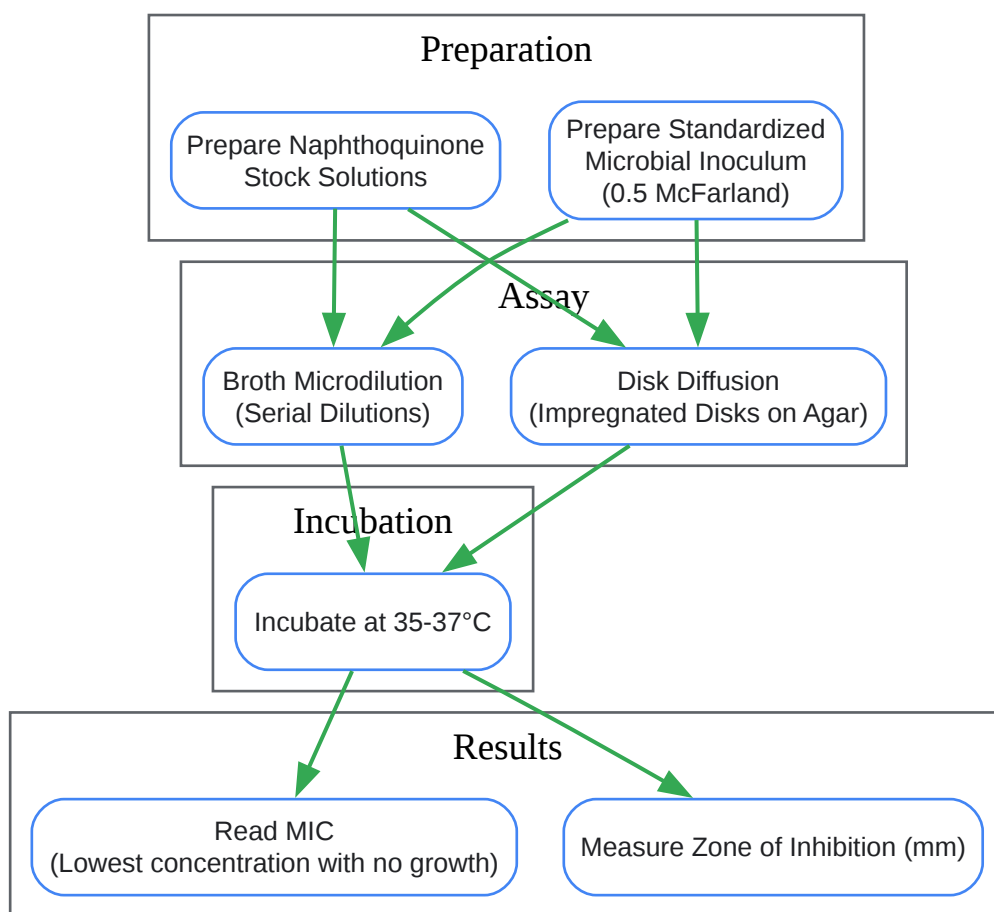 Preparation
Prepare Naphthoquinone
Stock Solutions
Prepare Standardized
Microbial Inoculum
(0.5 McFarland)
Assay
Broth Microdilution
(Serial Dilutions)
Disk Diffusion
(Impregnated Disks on Agar)
Incubation
Incubate at 35-37°C
Results
Read MIC
(Lowest concentration with no growth)
Measure Zone of Inhibition (mm)